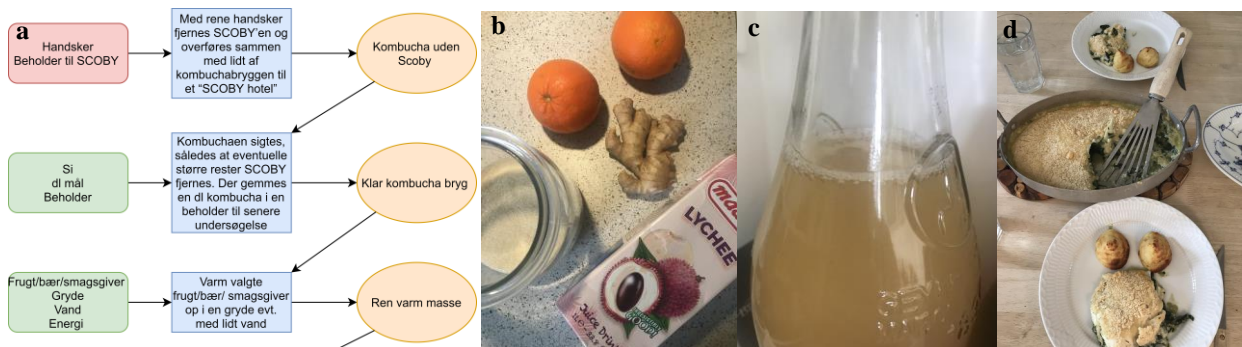 a
Handsker
Beholder til SCOBY
Med rene handsker
fjernes SCOBY'en og
overføres sammen
med lidt af
kombuchabryggen til
et "SCOBY hotel"
Kombucha uden
Scoby
Si
dl mål
Beholder
Kombuchaen sigtes,
således at eventuelle
større rester SCOBY
fjernes. Der gemmes
en dl kombucha i en
beholder til senere
undersøgelse
Klar kombucha bryg
Frugt/bær/smagsgiver
Gryde
Vand
Energi
Varm valgte
frugt/bær/ smagsgiver
op i en gryde evt.
med lidt vand
Ren varm masse
b
LYCHEE
c
d